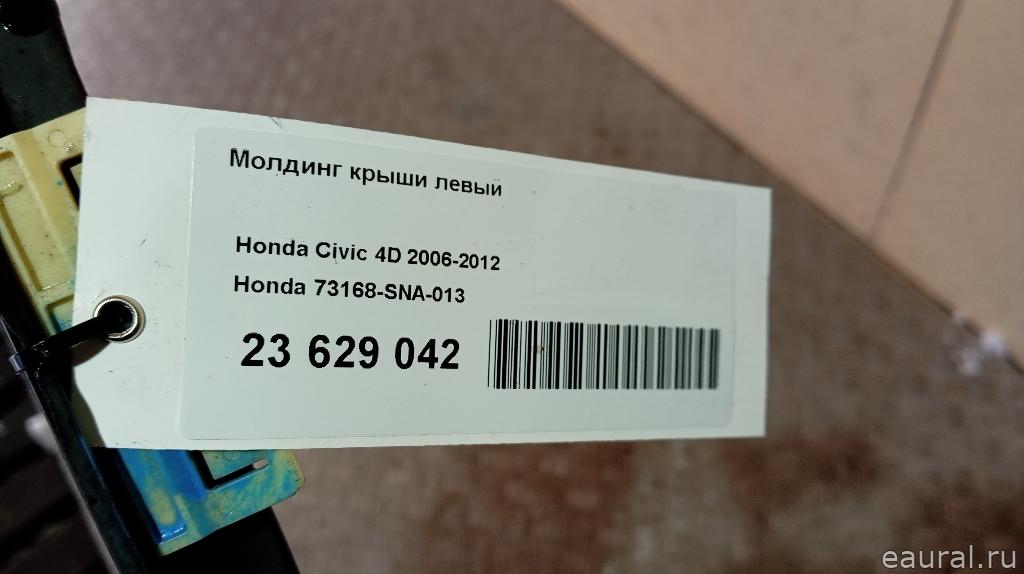 Молдинг крыши левый
Honda Civic 4D 2006-2012
Honda 73168-SNA-013
23 629 042
eaural.ru